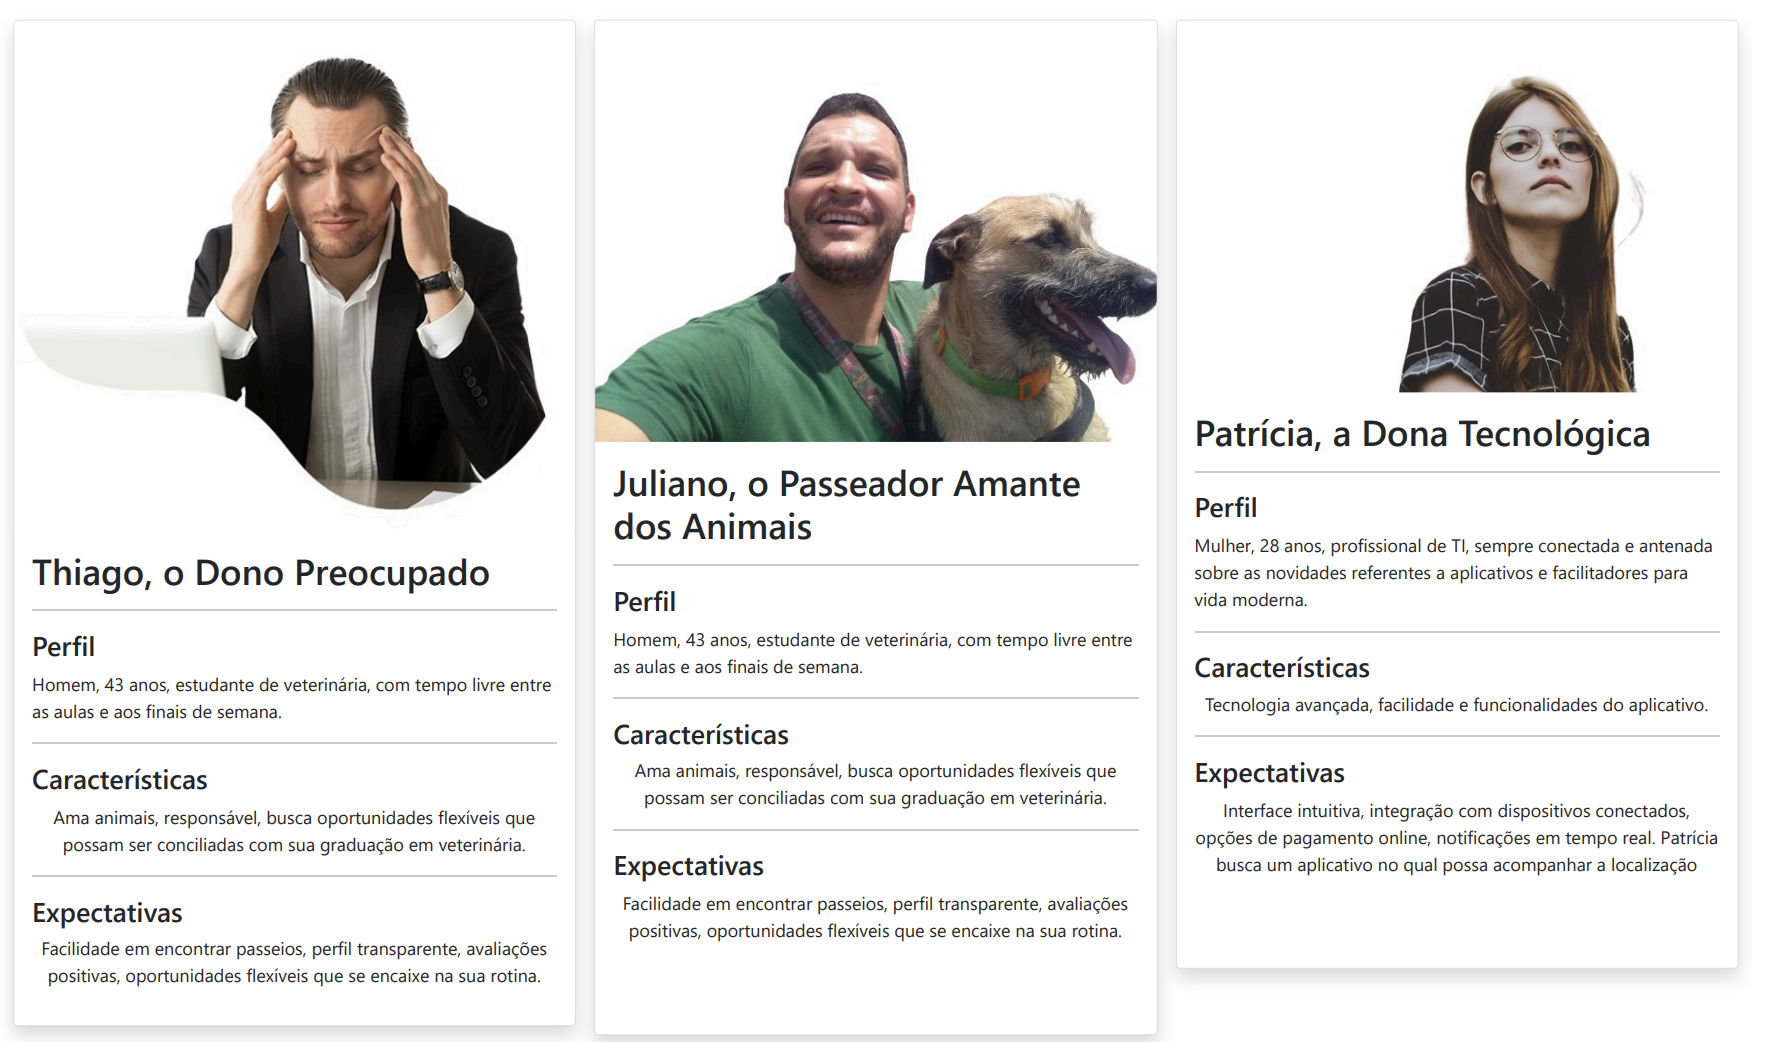 Thiago, o Dono Preocupado
Perfil
Homem, 43 anos, estudante de veterinária, com tempo livre entre
as aulas e aos finais de semana.
Características
Ama animais, responsável, busca oportunidades flexíveis que
possam ser conciliadas com sua graduação em veterinária.
Expectativas
Facilidade em encontrar passeios, perfil transparente, avaliações
positivas, oportunidades flexíveis que se encaixe na sua rotina.
Juliano, o Passeador Amante
dos Animais
Perfil
Homem, 43 anos, estudante de veterinária, com tempo livre entre
as aulas e aos finais de semana.
Características
Ama animais, responsável, busca oportunidades flexíveis que
possam ser conciliadas com sua graduação em veterinária.
Expectativas
Facilidade em encontrar passeios, perfil transparente, avaliações
positivas, oportunidades flexíveis que se encaixe na sua rotina.
Patrícia, a Dona Tecnológica
Perfil
Mulher, 28 anos, profissional de TI, sempre conectada e antenada
sobre as novidades referentes a aplicativos e facilitadores para
vida moderna.
Características
Tecnologia avançada, facilidade e funcionalidades do aplicativo.
Expectativas
Interface intuitiva, integração com dispositivos conectados,
opções de pagamento online, notificações em tempo real. Patrícia
busca um aplicativo no qual possa acompanhar a localização